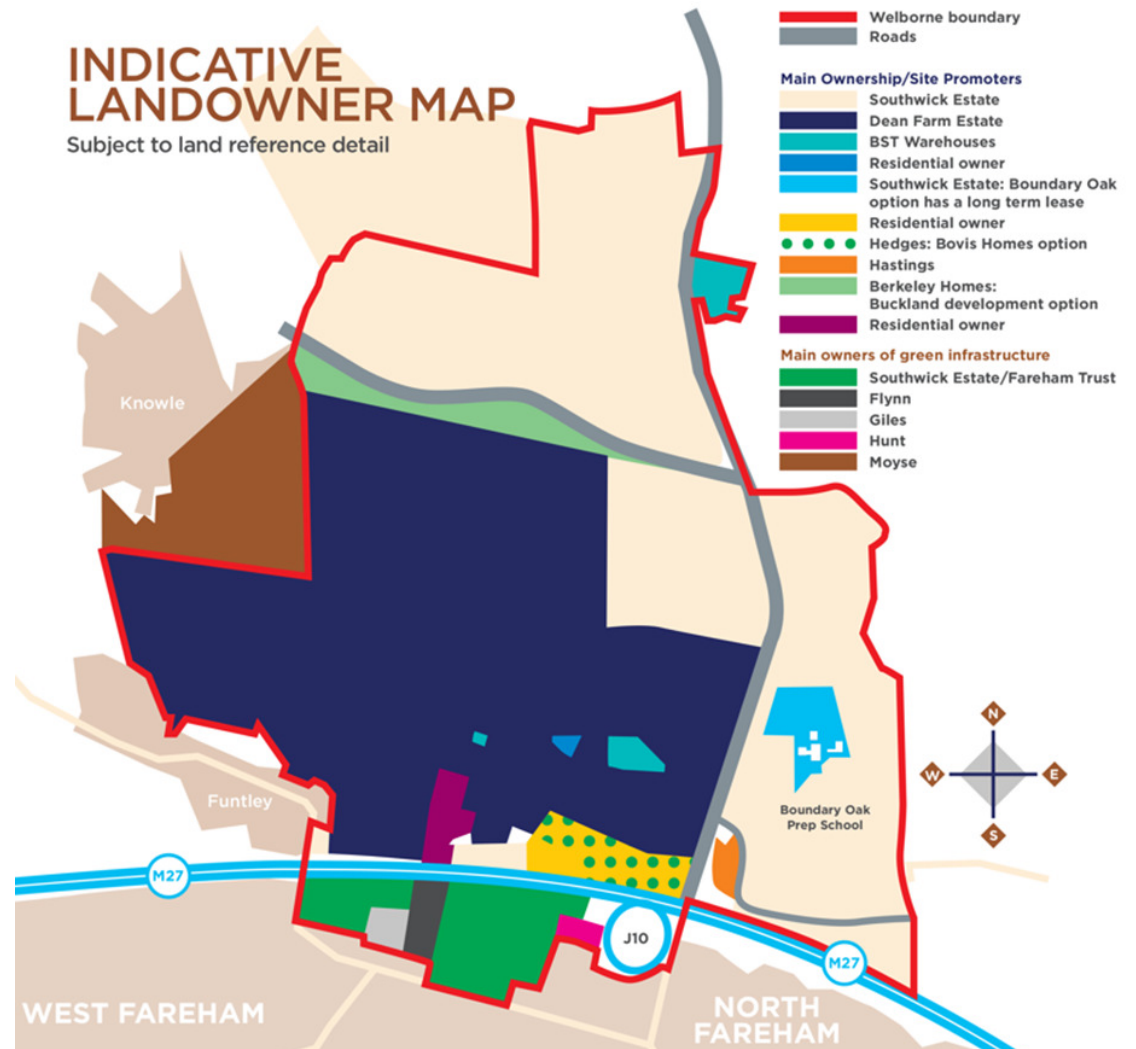 INDICATIVE
LANDOWNER MAP
Subject to land reference detail
Welborne boundary
Roads
Main Ownership/Site Promoters
Southwick Estate
Dean Farm Estate
BST Warehouses
Residential owner
Southwick Estate: Boundary Oak
option has a long term lease
Residential owner
Hedges: Bovis Homes option
Hastings
Berkeley Homes:
Buckland development option
Residential owner
Main owners of green infrastructure
Southwick Estate/Fareham Trust
Flynn
Giles
Hunt
Moyse
Knowle
Funtley
Boundary Oak
Prep School
N
W
E
S
M27
J10
M27
WEST FAREHAM
NORTH
FAREHAM